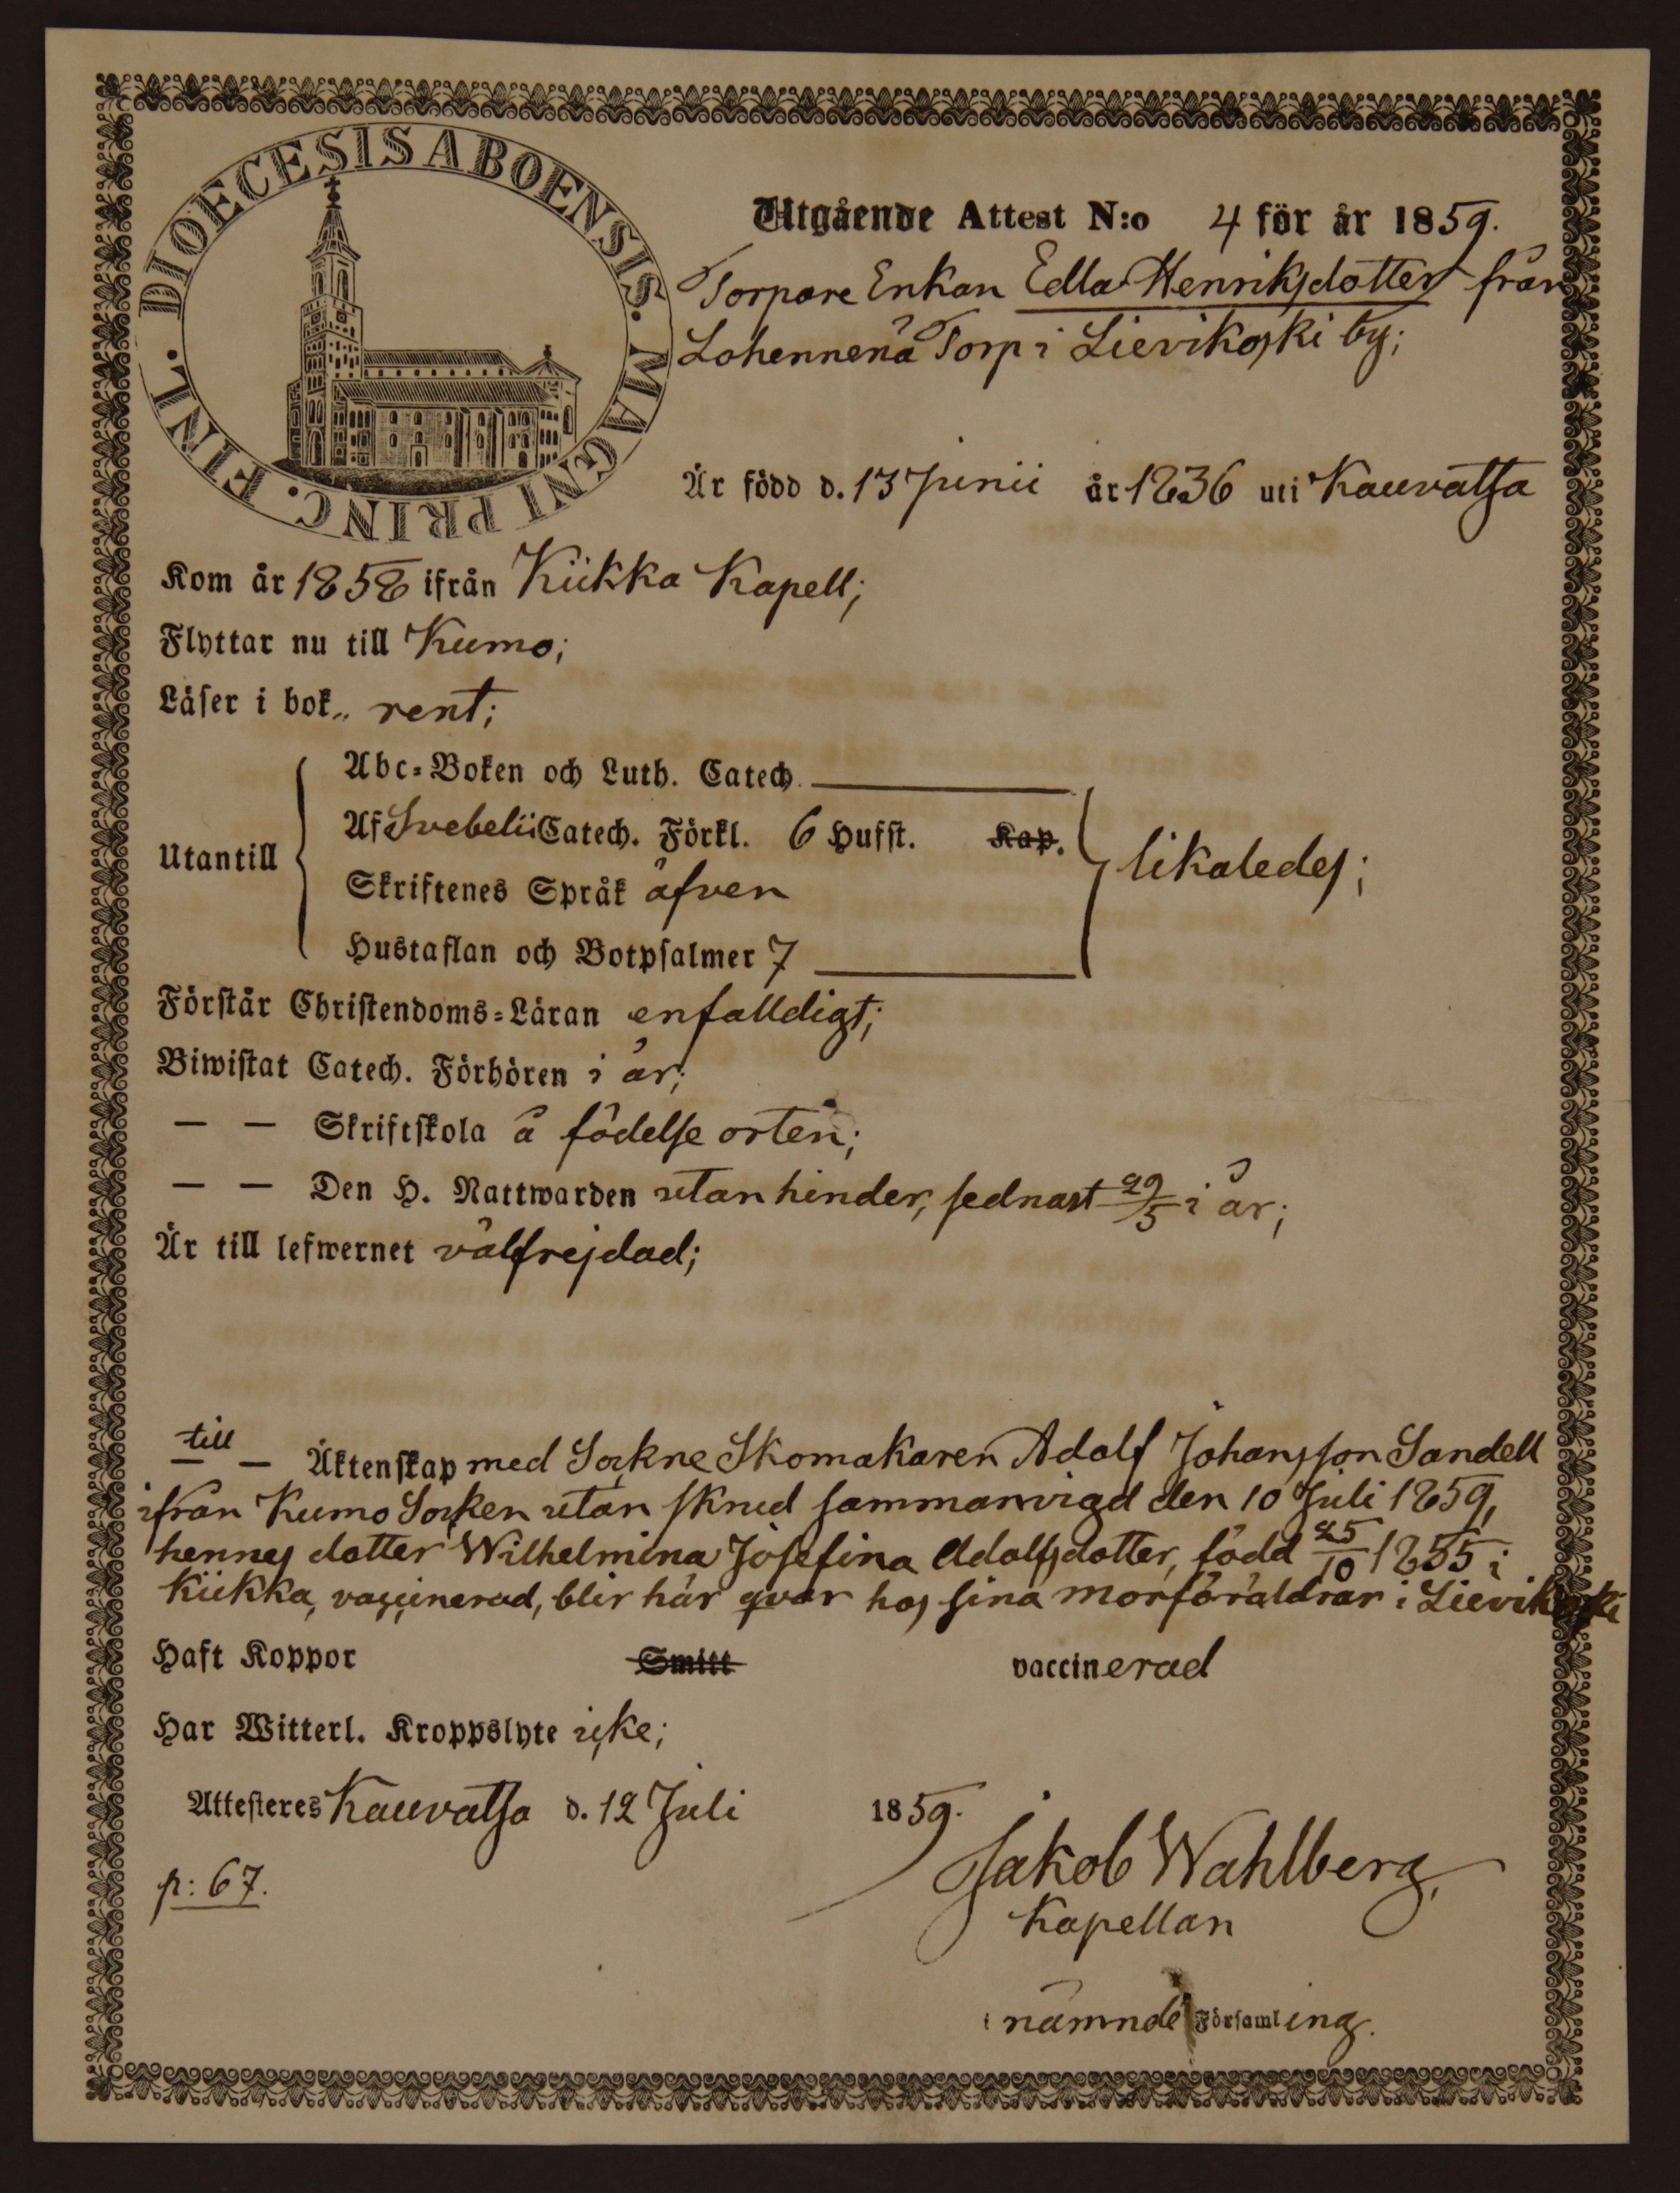 DIOECESIS ABOENSIS. MAGNI PRINC. FINL.
Utgående Attest N:o 4 för år 1859.
Torpare Enkan Edla Henriksdotter från
Lohennenä Torp i Lievikoski by;
Är född d. 13 Junii år 1836 uti Kauvatsa
Kom år 1858 ifrån Kiikka Kapell;
Flyttar nu till Kumo;
Läser i bok„ rent;
Utantill
Abc=Boken och Luth. Catech.
Af Svebelii Catech. Förkl. 6 Hufst. Kap.
Skriftenes Språk äfven
Hustaflan och Botpsalmer 7
likaledes;
Förstår Christendoms=Läran enfalldigt;
Biwistat Catech. Förhören i år;
— — Skriftskola å födelse orten;
— — Den H. Nattwarden utan hinder, sednast 29/5 i år;
Är till lefwernet välfrejdad;
till — Äktenskap med Sockne Skomakaren Adolf Johansson Sandell
ifrån Kumo Socken utan skrud sammanvigd den 10 Juli 1859,
hennes dotter Wilhelmina Josefina Adolfsdotter, född 25/10 1855 i
Kiikka, vaccinerad, blir här qvar hos sina morföräldrar i Lievikoski
Haft Koppor Smitt vaccinerad
Har Witterl. Kroppslyte icke;
Attesteres Kauvatsa d. 12 Juli 1859.
p: 67.
Jakob Wahlberg,
Kapellan
i nämnde Församling.